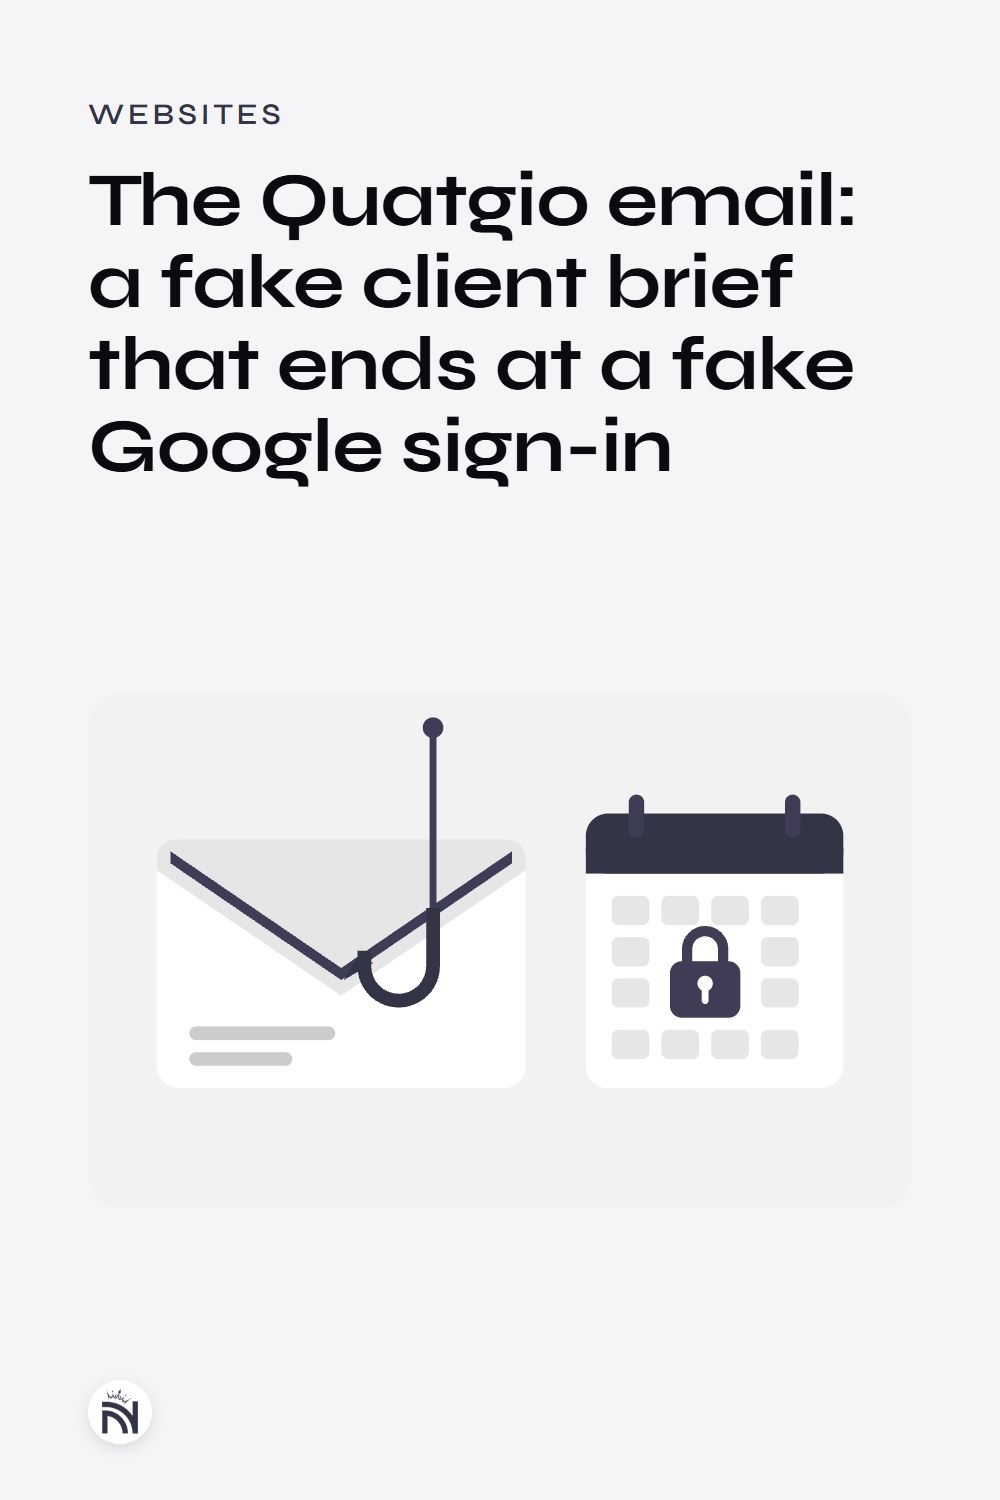 WEBSITES
The Quatgio email:
a fake client brief
that ends at a fake
Google sign-in